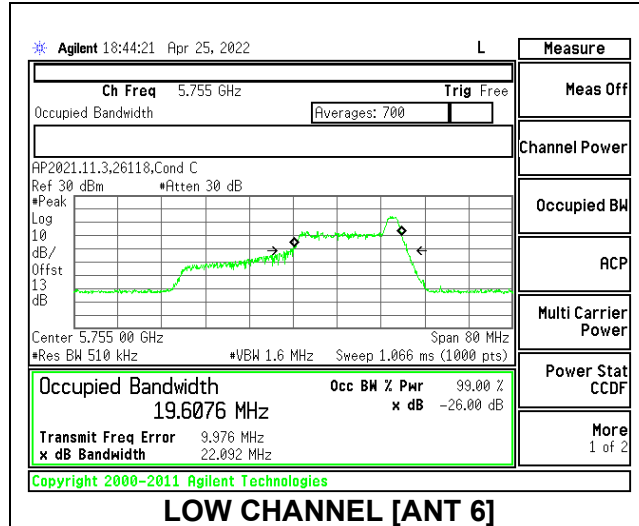 Agilent 18:44:21 Apr 25, 2022 L
Measure
Ch Freq 5.755 GHz Trig Free
Meas Off
Occupied Bandwidth Averages: 700
Channel Power
AP2021.11.3,26118,Cond C
Ref 30 dBm #Atten 30 dB
#Peak
Occupied BW
Log
10
dB/
ACP
Offst
13
dB
Multi Carrier
Power
Center 5.755 00 GHz Span 80 MHz
#Res BW 510 kHz #VBW 1.6 MHz Sweep 1.066 ms (1000 pts)
Power Stat
CCDF
Occupied Bandwidth Occ BW % Pwr 99.00 %
19.6076 MHz x dB -26.00 dB
Transmit Freq Error 9.976 MHz
x dB Bandwidth 22.092 MHz
More
1 of 2
Copyright 2000-2011 Agilent Technologies
LOW CHANNEL [ANT 6]